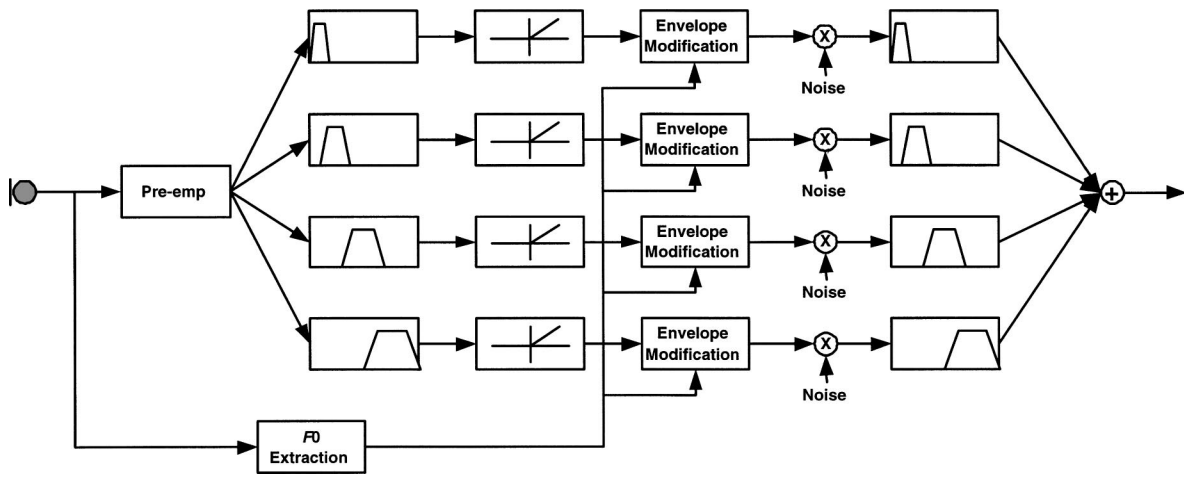 Envelope
Modification
X
Noise
Envelope
Modification
X
Noise
Pre-emp
+
Envelope
Modification
X
Noise
Envelope
Modification
X
Noise
F0
Extraction